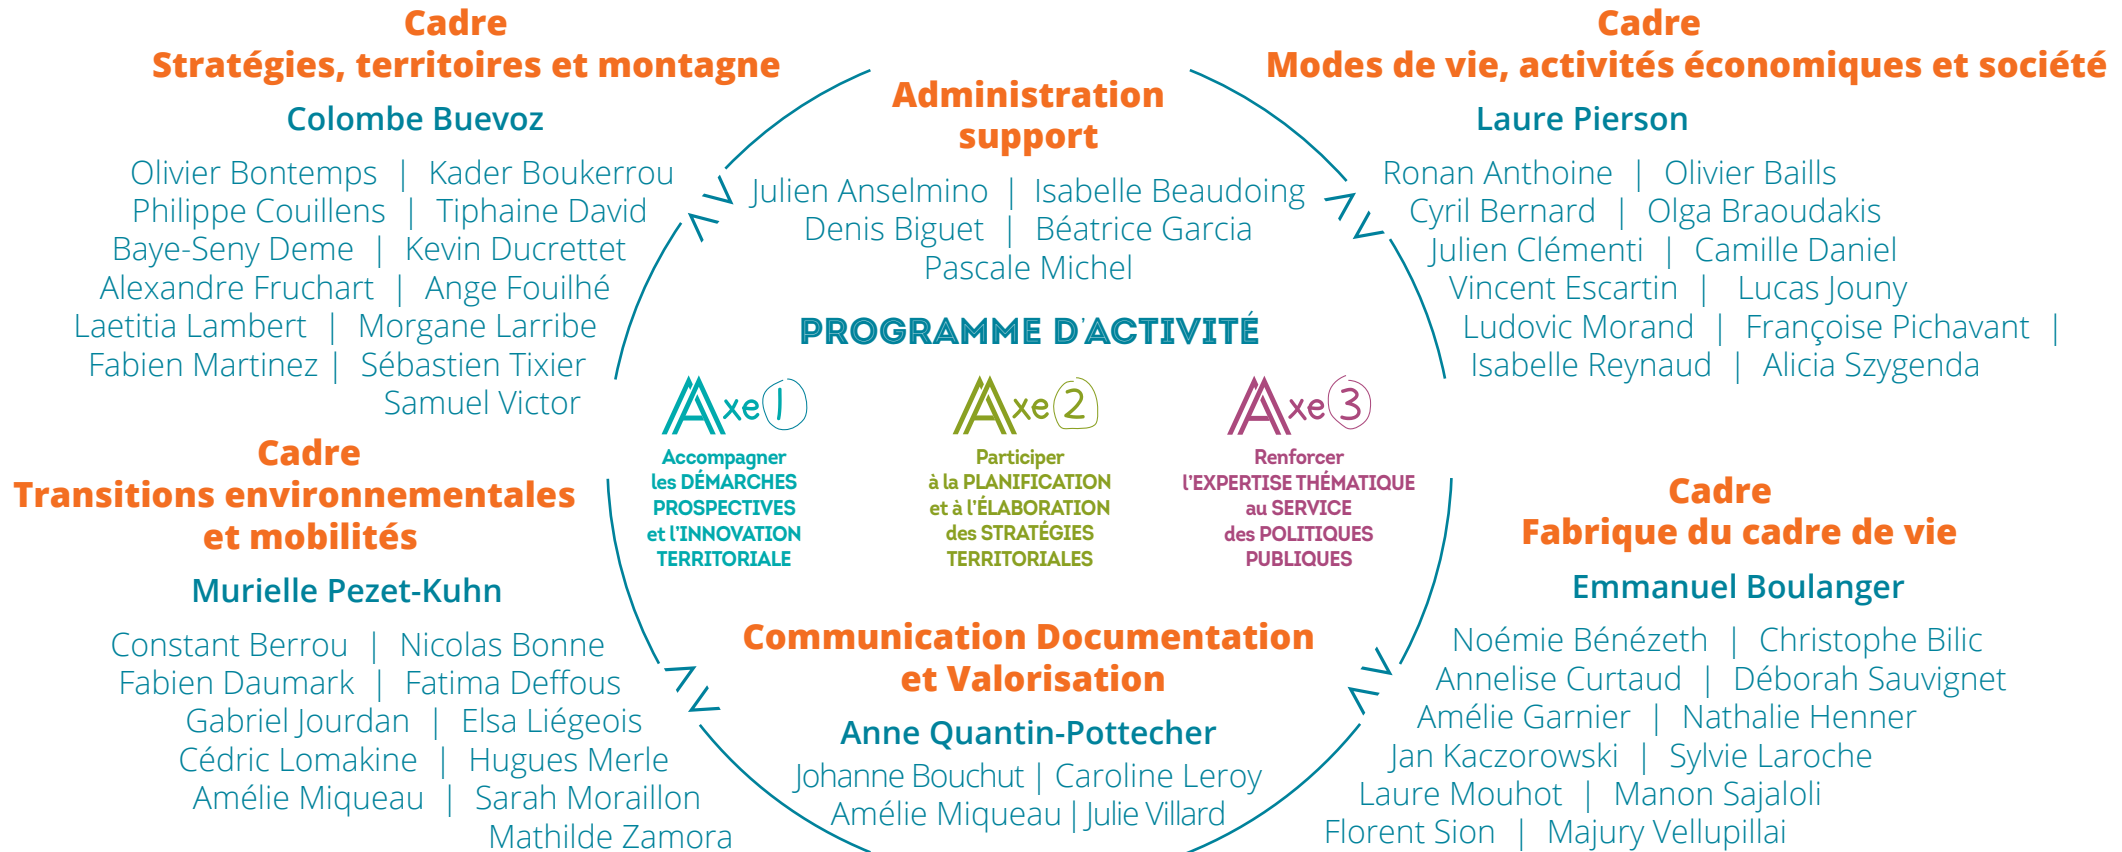 Cadre
Stratégies, territoires et montagne
Colombe Buevoz
Olivier Bontemps | Kader Boukerrou
Philippe Couillens | Tiphaine David
Baye-Seny Deme | Kevin Ducrettet
Alexandre Fruchart | Ange Fouilhé
Laetitia Lambert | Morgane Larribe
Fabien Martinez | Sébastien Tixier
Samuel Victor
Administration
support
Julien Anselmino | Isabelle Beaudoing
Denis Biguet | Béatrice Garcia
Pascale Michel
Cadre
Modes de vie, activités économiques et société
Laure Pierson
Ronan Anthoine | Olivier Baills
Cyril Bernard | Olga Braoudakis
Julien Clémenti | Camille Daniel
Vincent Escartin | Lucas Jouny
Ludovic Morand | Françoise Pichavant |
Isabelle Reynaud | Alicia Szygenda
PROGRAMME D'ACTIVITÉ
Axe 1
Accompagner
les DÉMARCHES
PROSPECTIVES
et l'INNOVATION
TERRITORIALE
Axe 2
Participer
à la PLANIFICATION
et à l'ÉLABORATION
des STRATÉGIES
TERRITORIALES
Axe 3
Renforcer
l'EXPERTISE THÉMATIQUE
au SERVICE
des POLITIQUES
PUBLIQUES
Cadre
Transitions environnementales
et mobilités
Murielle Pezet-Kuhn
Constant Berrou | Nicolas Bonne
Fabien Daumark | Fatima Deffous
Gabriel Jourdan | Elsa Liégeois
Cédric Lomakine | Hugues Merle
Amélie Miqueau | Sarah Moraillon
Mathilde Zamora
Communication Documentation
et Valorisation
Anne Quantin-Pottecher
Johanne Bouchut | Caroline Leroy
Amélie Miqueau | Julie Villard
Cadre
Fabrique du cadre de vie
Emmanuel Boulanger
Noémie Bénézeth | Christophe Bilic
Annelise Curtaud | Déborah Sauvignet
Amélie Garnier | Nathalie Henner
Jan Kaczorowski | Sylvie Laroche
Laure Mouhot | Manon Sajaloli
Florent Sion | Majury Vellupillai